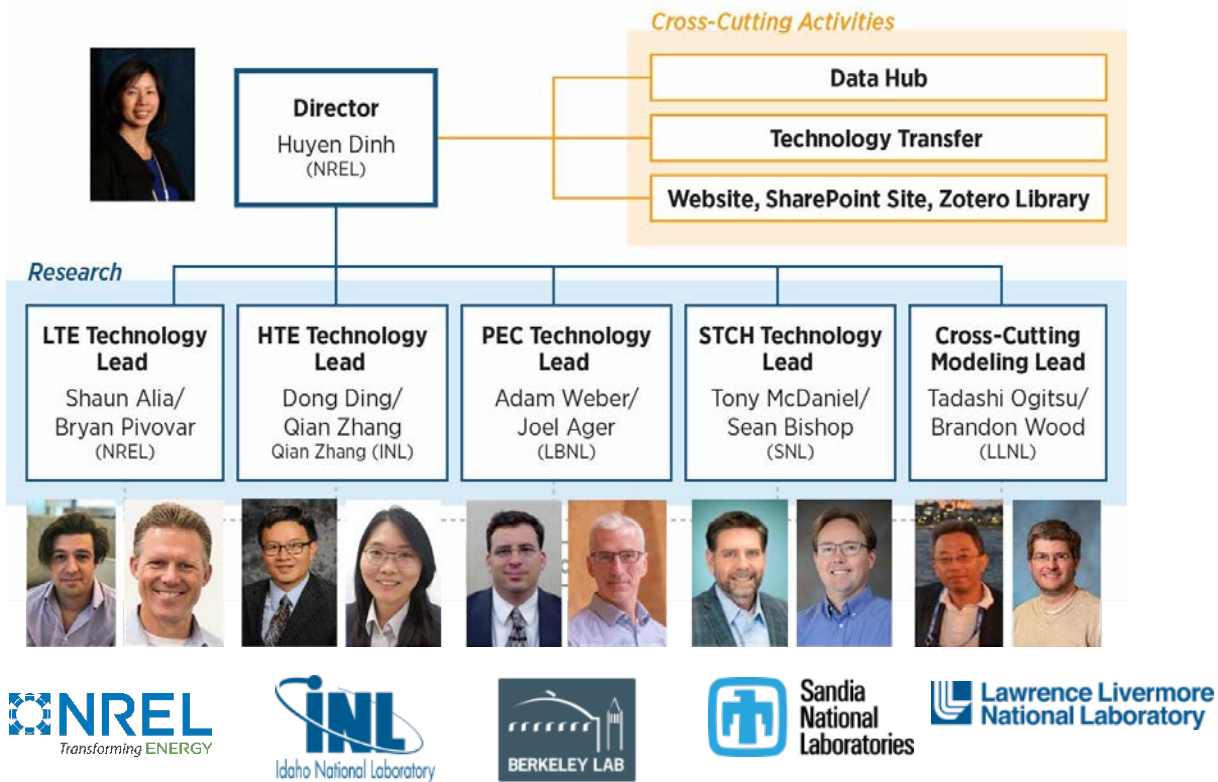 Cross-Cutting Activities
Director
Huyen Dinh
(NREL)
Data Hub
Technology Transfer
Website, SharePoint Site, Zotero Library
Research
LTE Technology
Lead
Shaun Alia/
Bryan Pivovar
(NREL)
HTE Technology
Lead
Dong Ding/
Qian Zhang
Qian Zhang (INL)
PEC Technology
Lead
Adam Weber/
Joel Ager
(LBNL)
STCH Technology
Lead
Tony McDaniel/
Sean Bishop
(SNL)
Cross-Cutting
Modeling Lead
Tadashi Ogitsu/
Brandon Wood
(LLNL)
NREL
Transforming ENERGY
INL
Idaho National Laboratory
BERKELEY LAB
Sandia
National
Laboratories
Lawrence Livermore
National Laboratory